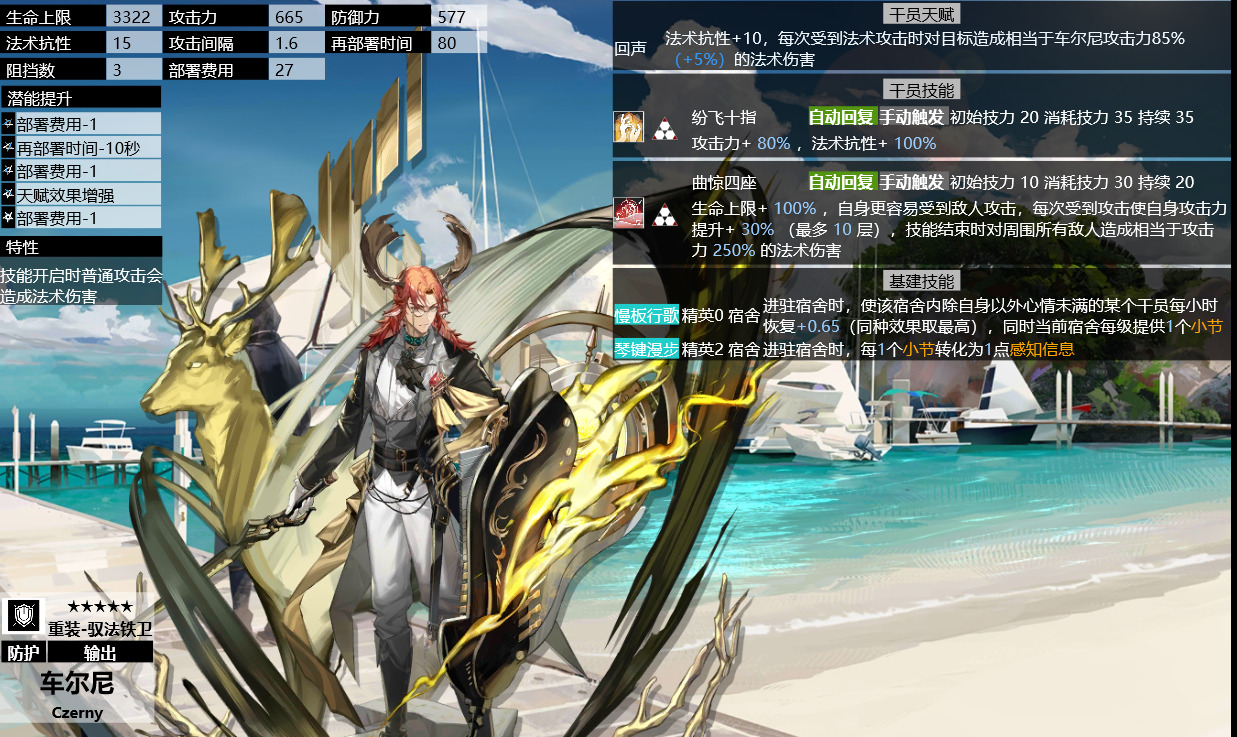 生命上限 3322 攻击力 665 防御力 577
法术抗性 15 攻击间隔 1.6 再部署时间 80
阻挡数 3 部署费用 27
潜能提升
部署费用-1
再部署时间-10秒
部署费用-1
天赋效果增强
部署费用-1
特性
技能开启时普通攻击会
造成法术伤害
★★★★★
重装-驭法铁卫
防护 输出
车尔尼
Czerny
干员天赋
回声 法术抗性+10，每次受到法术攻击时对目标造成相当于车尔尼攻击力85%
（+5%）的法术伤害
干员技能
纷飞十指 自动回复 手动触发 初始技力 20 消耗技力 35 持续 35
攻击力+ 80% ，法术抗性+ 100%
曲惊四座 自动回复 手动触发 初始技力 10 消耗技力 30 持续 20
生命上限+ 100% ，自身更容易受到敌人攻击，每次受到攻击使自身攻击力
提升+ 30% （最多 10 层），技能结束时对周围所有敌人造成相当于攻击
力 250% 的法术伤害
基建技能
慢板行歌 精英0 宿舍 进驻宿舍时，使该宿舍内除自身以外心情未满的某个干员每小时
恢复+0.65（同种效果取最高），同时当前宿舍每级提供1个小节
琴键漫步 精英2 宿舍 进驻宿舍时，每1个小节转化为1点感知信息